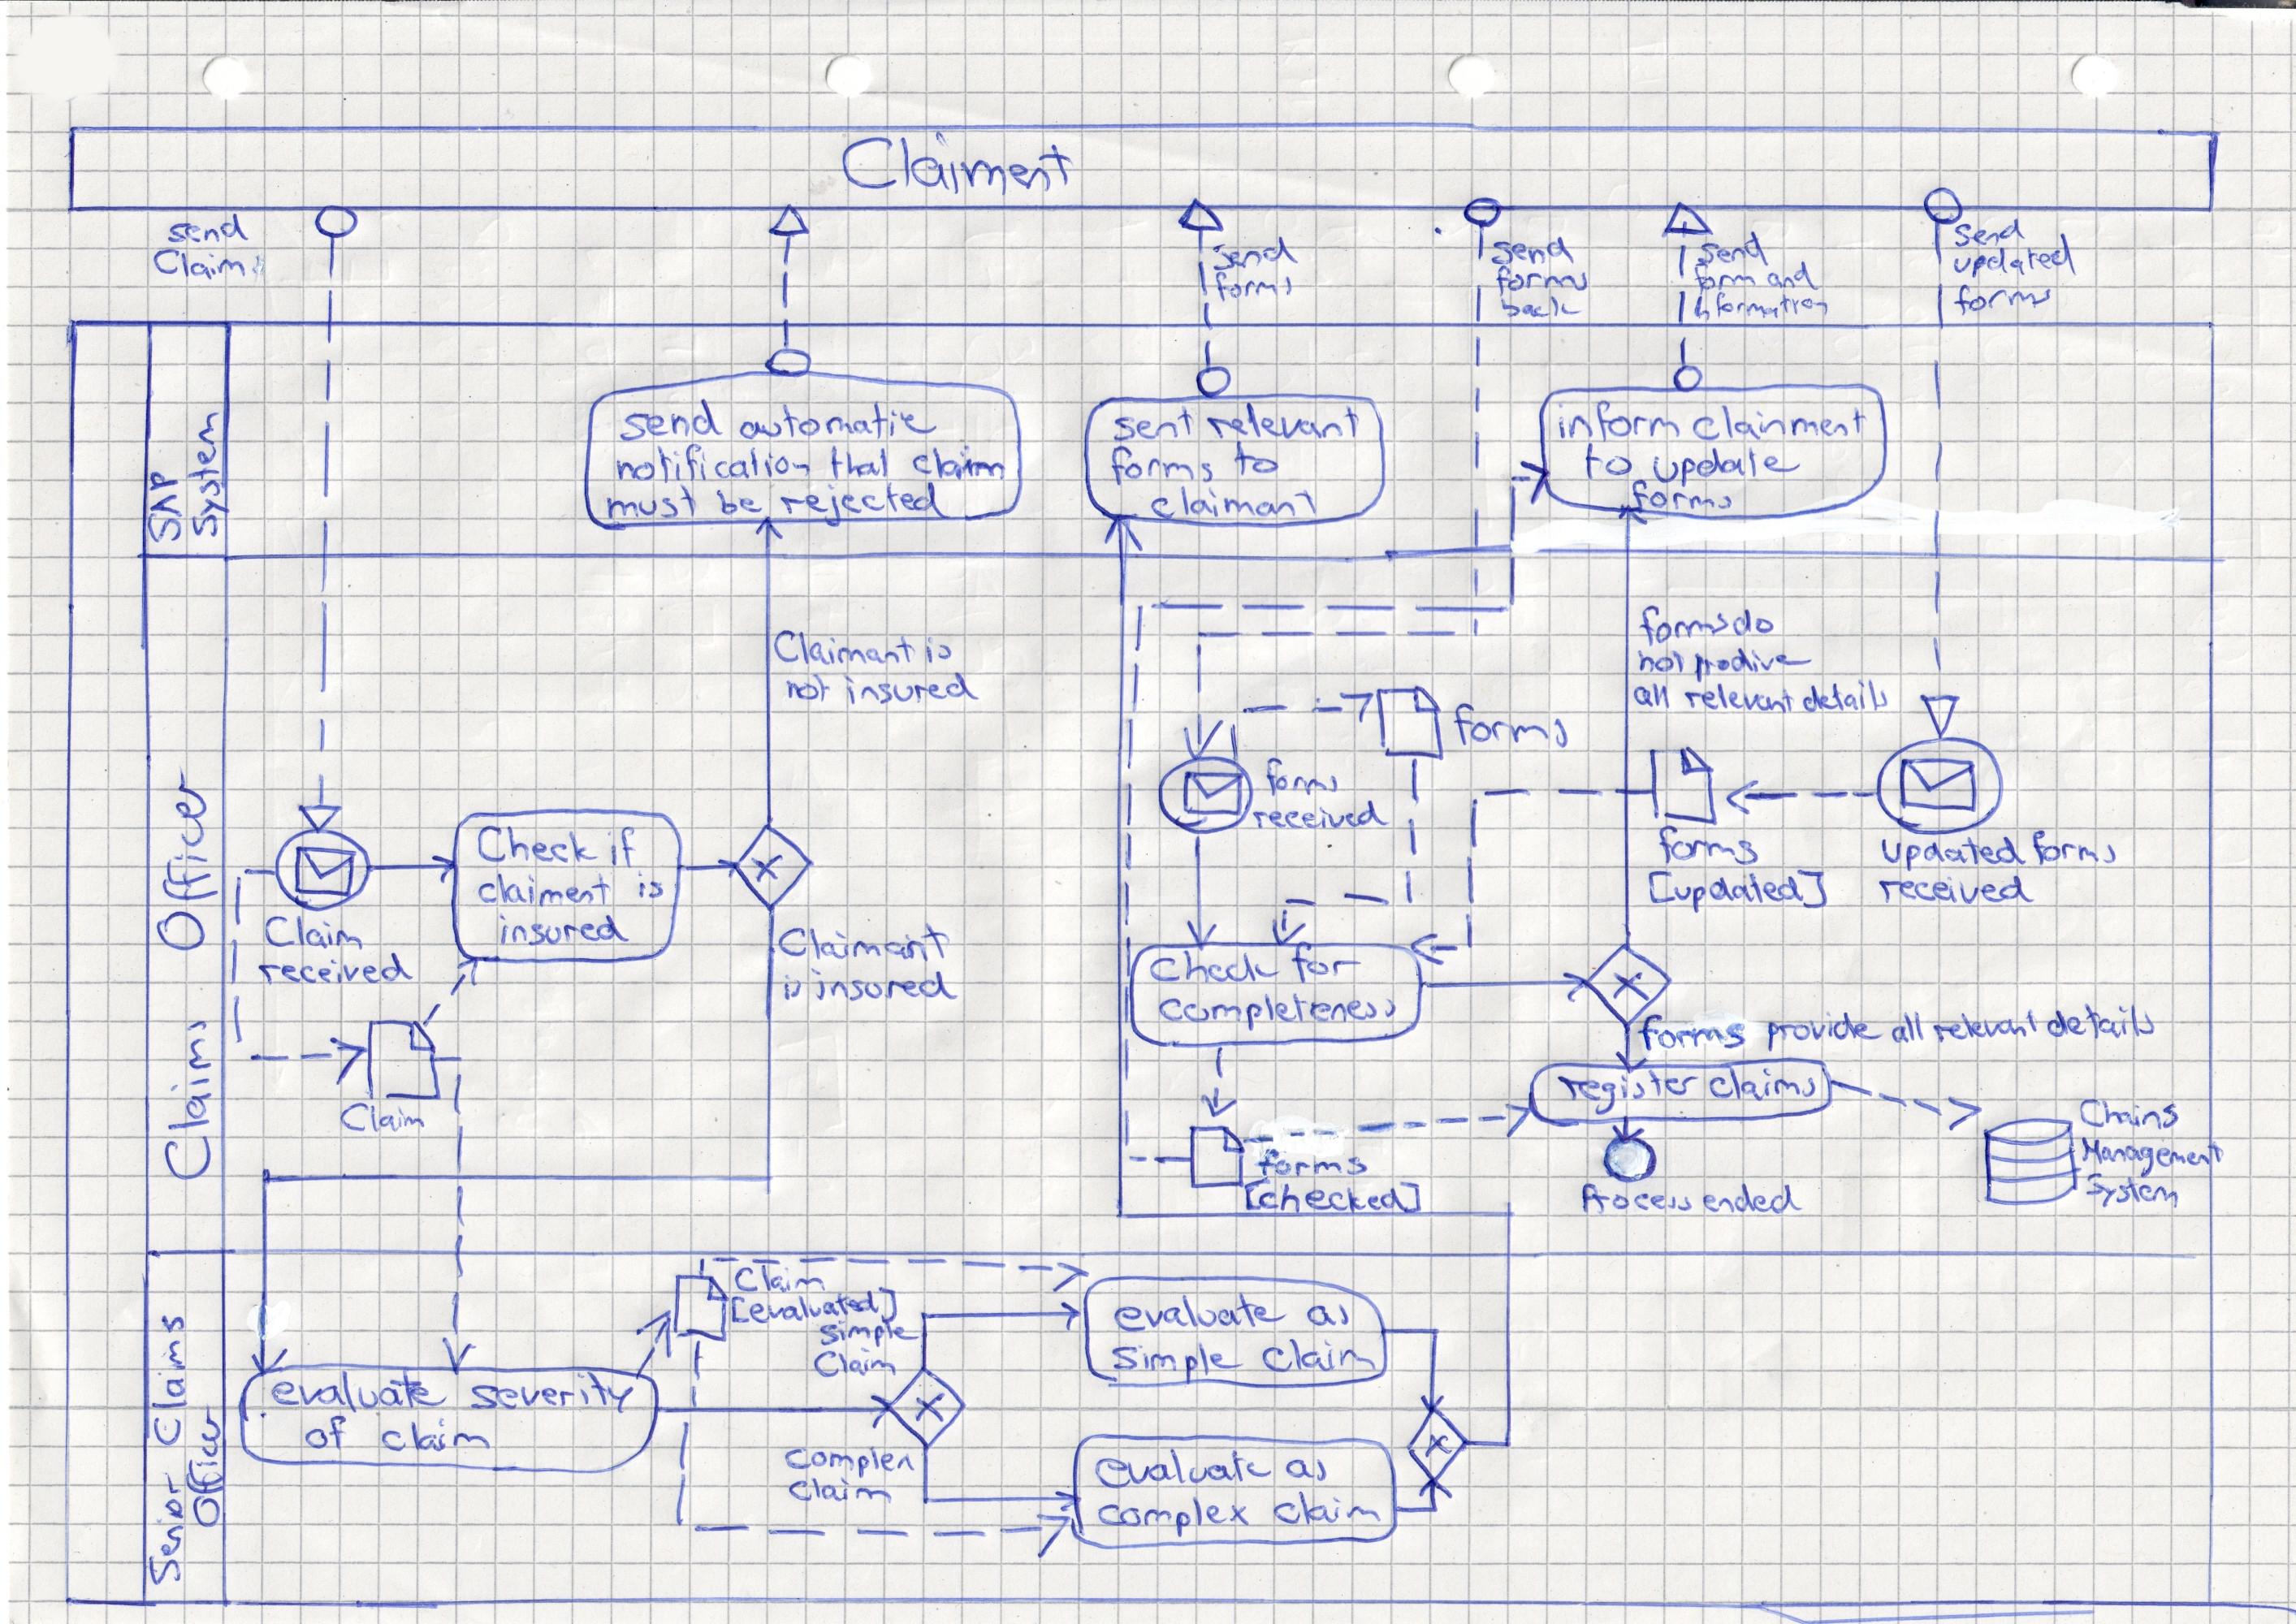 Claiment
send
Claim
send
forms
send
forms
back
send
form and
Information
send
updated
forms
SAP
System
send automatic
notification that claim
must be rejected
sent relevant
forms to
claimant
inform clainment
to update
forms
Claims Officer
Claimant is
not insured
forms do
not prodive
all relevant details
forms
forms
received
Check if
claiment is
insured
Claim
received
Claimant
is insured
forms
[updated]
updated forms
received
Check for
completeness
forms provide all relevant details
register claims
Claim
forms
[checked]
Process ended
Management
System
Senior Claims
Officer
Claim
[evaluated]
simple
Claim
evaluate as
simple claim
evaluate severity
of claim
complex
claim
evaluate as
complex claim